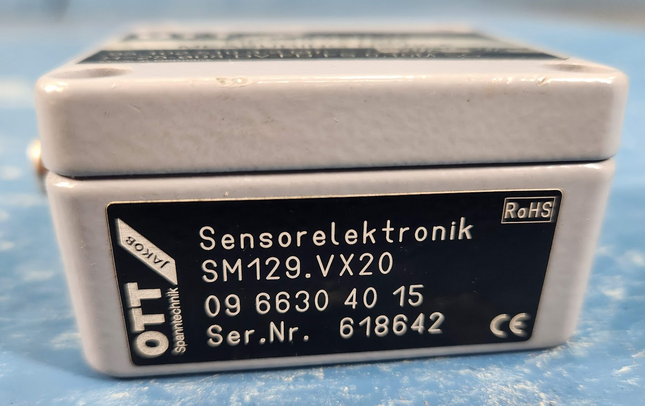 Sensorelektronik
SM129.VX20
09 6630 40 15
Ser.Nr. 618642
RoHS
CE
OTT
JAKOB
Spanntechnik